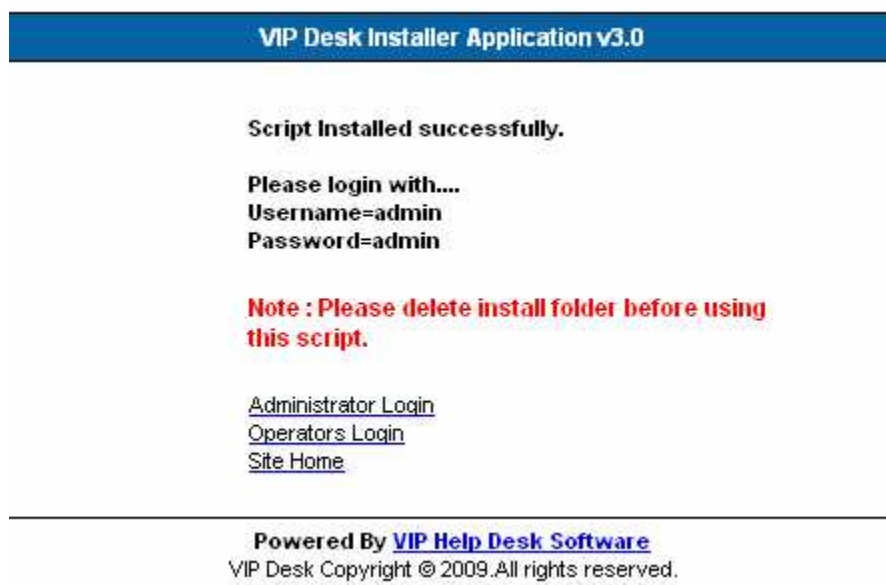 VIP Desk Installer Application v3.0
Script Installed successfully.
Please login with....
Username=admin
Password=admin
Note : Please delete install folder before using
this script.
Administrator Login
Operators Login
Site Home
Powered By VIP Help Desk Software
VIP Desk Copyright © 2009.All rights reserved.